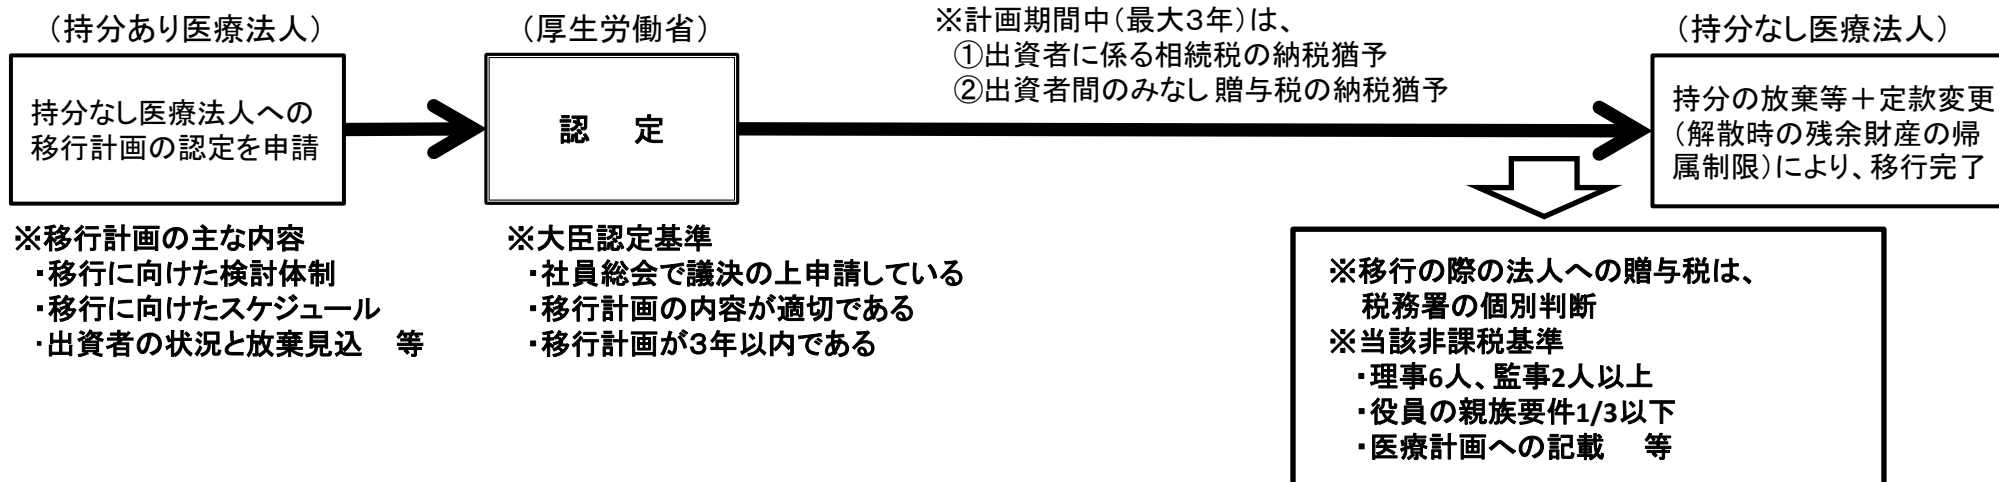 (持分あり医療法人)
持分なし医療法人への
移行計画の認定を申請
※移行計画の主な内容
・移行に向けた検討体制
・移行に向けたスケジュール
・出資者の状況と放棄見込　等
(厚生労働省)
認　定
※大臣認定基準
・社員総会で議決の上申請している
・移行計画の内容が適切である
・移行計画が3年以内である
※計画期間中(最大3年)は、
①出資者に係る相続税の納税猶予
②出資者間のみなし贈与税の納税猶予
(持分なし医療法人)
持分の放棄等＋定款変更
(解散時の残余財産の帰
属制限)により、移行完了
※移行の際の法人への贈与税は、
税務署の個別判断
※当該非課税基準
・理事6人、監事2人以上
・役員の親族要件1/3以下
・医療計画への記載　等